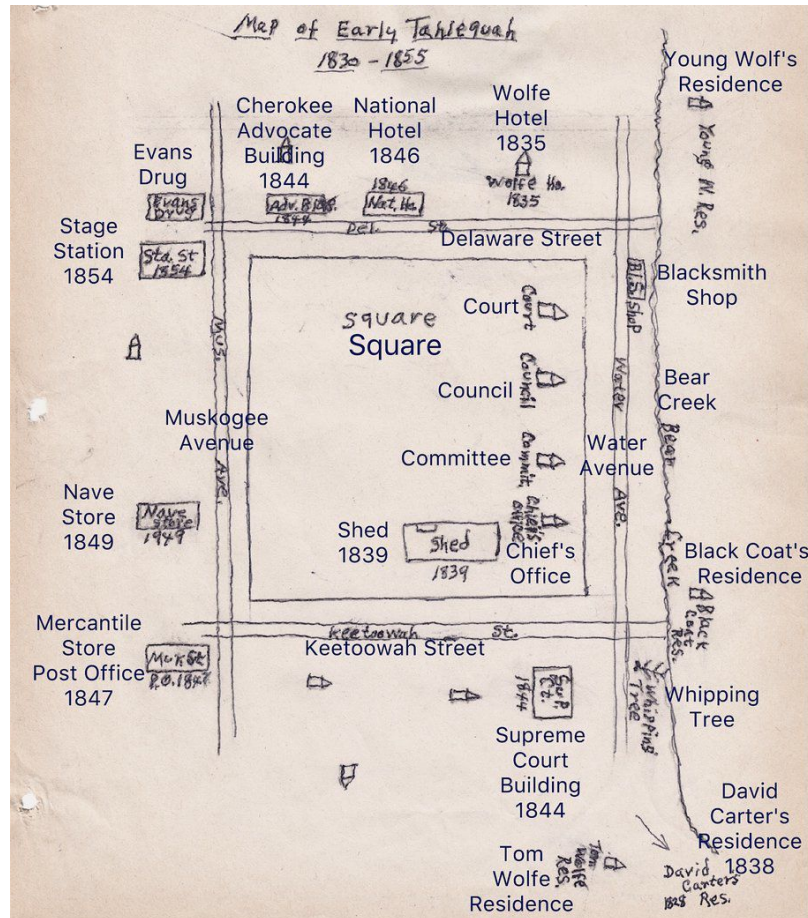 Map of Early Tahlequah
1830 - 1855
Young Wolf's
Residence
Young W. Res.
Cherokee
Advocate
Building
1844
Adv. Bldg.
1844
National
Hotel
1846
1846
Nat. Ho.
Wolfe
Hotel
1835
Wolfe Ho.
1835
Evans
Drug
Evans
Drug
Stage
Station
1854
Sta. St
1854
Del. St.
Delaware Street
Bl. S. Shop
Blacksmith
Shop
square
Square
Court
Court
Council
Council
Committee
Commit.
Chief's
Office
Chief's
Office
Shed
1839
Shed
1839
Mus. Ave.
Muskogee
Avenue
Water Ave.
Water
Avenue
Bear
Creek
Bear Creek
Nave
Store
1849
Nave
Store
1949
Black Coat's
Residence
Black
Coat
Res.
Mercantile
Store
Post Office
1847
Mer. St
P.O. 1847
Keetoowah St.
Keetoowah Street
Sup.
Ct.
1844
Supreme
Court
Building
1844
Whipping
Tree
Whipping
Tree
David
Carter's
Residence
1838
David
Carters
Res.
Tom
Wolfe
Residence
Tom
Wolfe
Res.